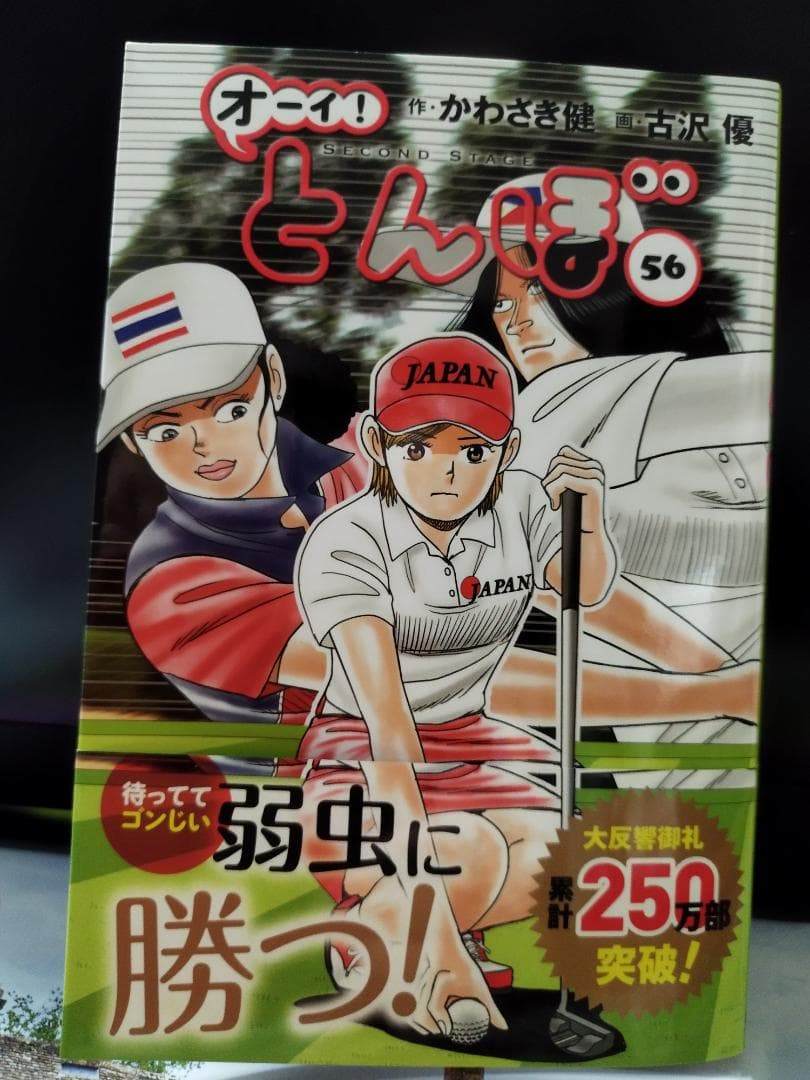 オーイ!
作・かわさき健 画・古沢 優
SECOND STAGE
とんぼ
56
JAPAN
JAPAN
待ってて
ゴンじい
弱虫に
勝つ!
大反響御礼
累計250万部
突破!